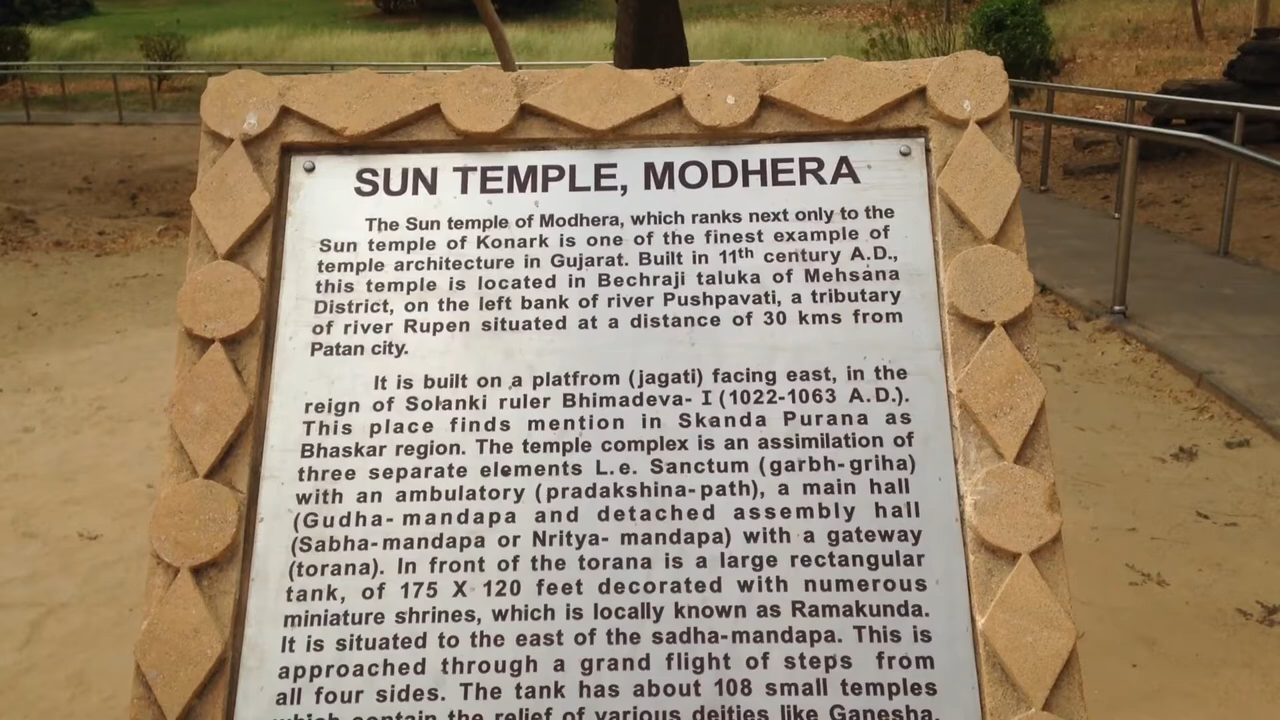 SUN TEMPLE, MODHERA
The Sun temple of Modhera, which ranks next only to the
Sun temple of Konark is one of the finest example of
temple architecture in Gujarat. Built in 11th century A.D.,
this temple is located in Bechraji taluka of Mehsana
District, on the left bank of river Pushpavati, a tributary
of river Rupen situated at a distance of 30 kms from
Patan city.
It is built on a platfrom (jagati) facing east, in the
reign of Solanki ruler Bhimadeva- I (1022-1063 A.D.).
This place finds mention in Skanda Purana as
Bhaskar region. The temple complex is an assimilation of
three separate elements L.e. Sanctum (garbh-griha)
with an ambulatory (pradakshina-path), a main hall
(Gudha-mandapa and detached assembly hall
(Sabha-mandapa or Nritya- mandapa) with a gateway
(torana). In front of the torana is a large rectangular
tank, of 175 X 120 feet decorated with numerous
miniature shrines, which is locally known as Ramakunda.
It is situated to the east of the sadha-mandapa. This is
approached through a grand flight of steps from
all four sides. The tank has about 108 small temples
which contain the relief of various deities like Ganesha,